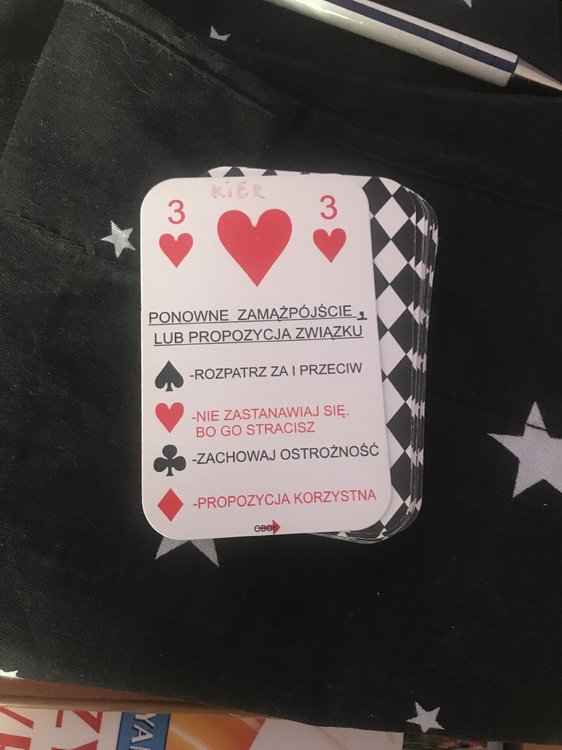 KiER
3 3
PONOWNE ZAMĄŻPÓJŚCIE,
LUB PROPOZYCJA ZWIĄZKU
-ROZPATRZ ZA I PRZECIW
-NIE ZASTANAWIAJ SIĘ,
BO GO STRACISZ
-ZACHOWAJ OSTROŻNOŚĆ
-PROPOZYCJA KORZYSTNA
OBOK